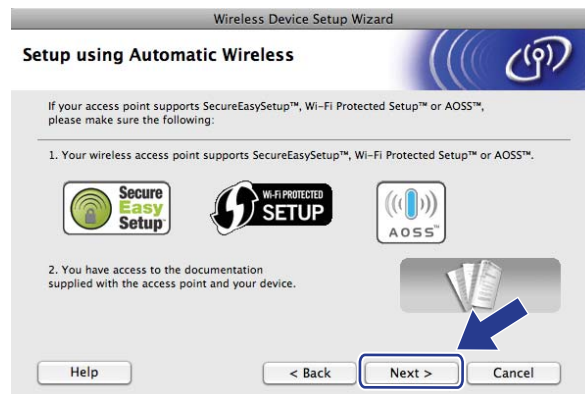 Wireless Device Setup Wizard
Setup using Automatic Wireless
If your access point supports SecureEasySetup™, Wi-Fi Protected Setup™ or AOSS™,
please make sure the following:
1. Your wireless access point supports SecureEasySetup™, Wi-Fi Protected Setup™ or AOSS™.
Secure
Easy
Setup™
Wi-Fi PROTECTED
SETUP
AOSS™
2. You have access to the documentation
supplied with the access point and your device.
Help
< Back
Next >
Cancel